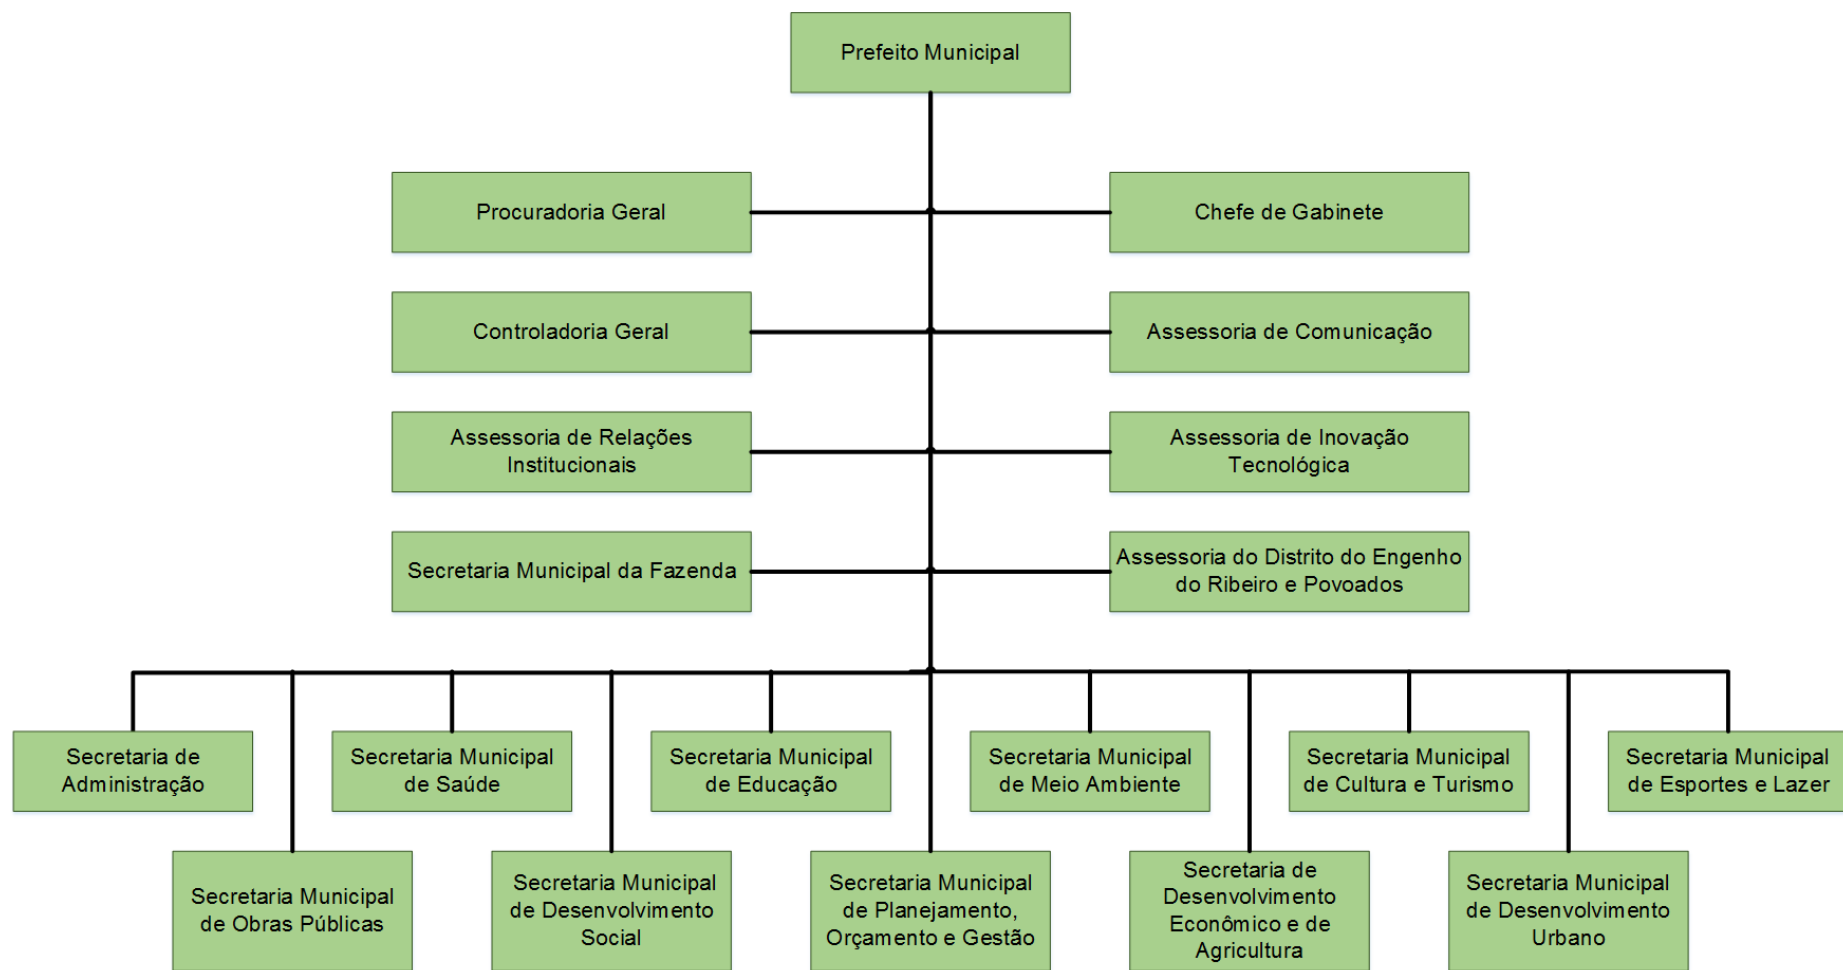 Prefeito Municipal
Procuradoria Geral
Chefe de Gabinete
Controladoria Geral
Assessoria de Comunicação
Assessoria de Relações
Institucionais
Assessoria de Inovação
Tecnológica
Secretaria Municipal da Fazenda
Assessoria do Distrito do Engenho
do Ribeiro e Povoados
Secretaria de
Administração
Secretaria Municipal
de Saúde
Secretaria Municipal
de Educação
Secretaria Municipal
de Meio Ambiente
Secretaria Municipal
de Cultura e Turismo
Secretaria Municipal
de Esportes e Lazer
Secretaria Municipal
de Obras Públicas
Secretaria Municipal
de Desenvolvimento
Social
Secretaria Municipal
de Planejamento,
Orçamento e Gestão
Secretaria de
Desenvolvimento
Econômico e de
Agricultura
Secretaria Municipal
de Desenvolvimento
Urbano